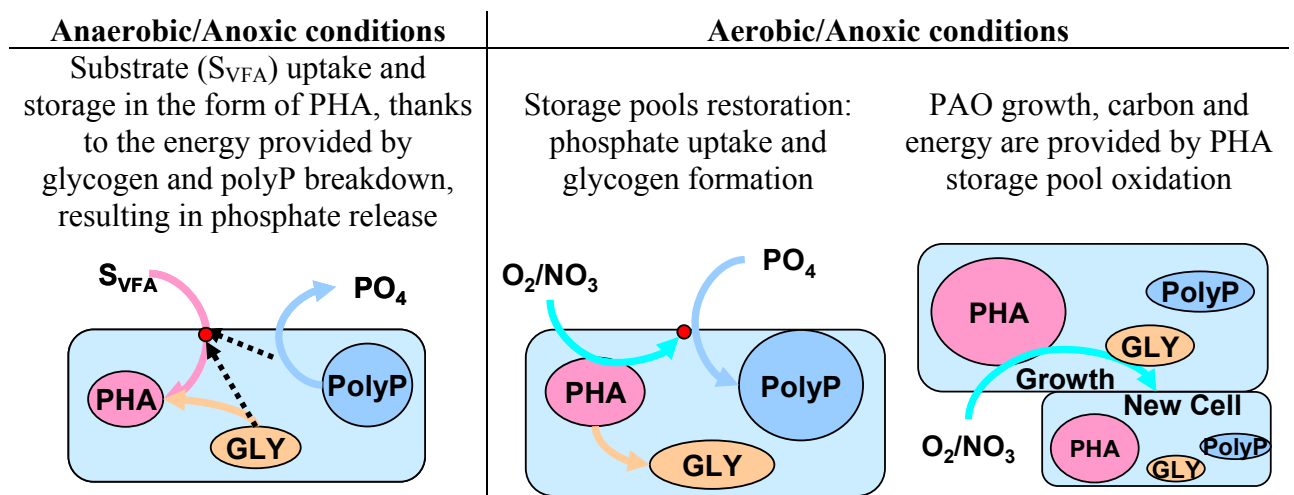 Anaerobic/Anoxic conditions
Aerobic/Anoxic conditions
Substrate (SVFA) uptake and
storage in the form of PHA, thanks
to the energy provided by
glycogen and polyP breakdown,
resulting in phosphate release
Storage pools restoration:
phosphate uptake and
glycogen formation
PAO growth, carbon and
energy are provided by PHA
storage pool oxidation
SVFA
PO4
PHA
PolyP
GLY
O2/NO3
PO4
PHA
PolyP
GLY
PHA
PolyP
GLY
Growth
New Cell
O2/NO3
PHA
PolyP
GLY